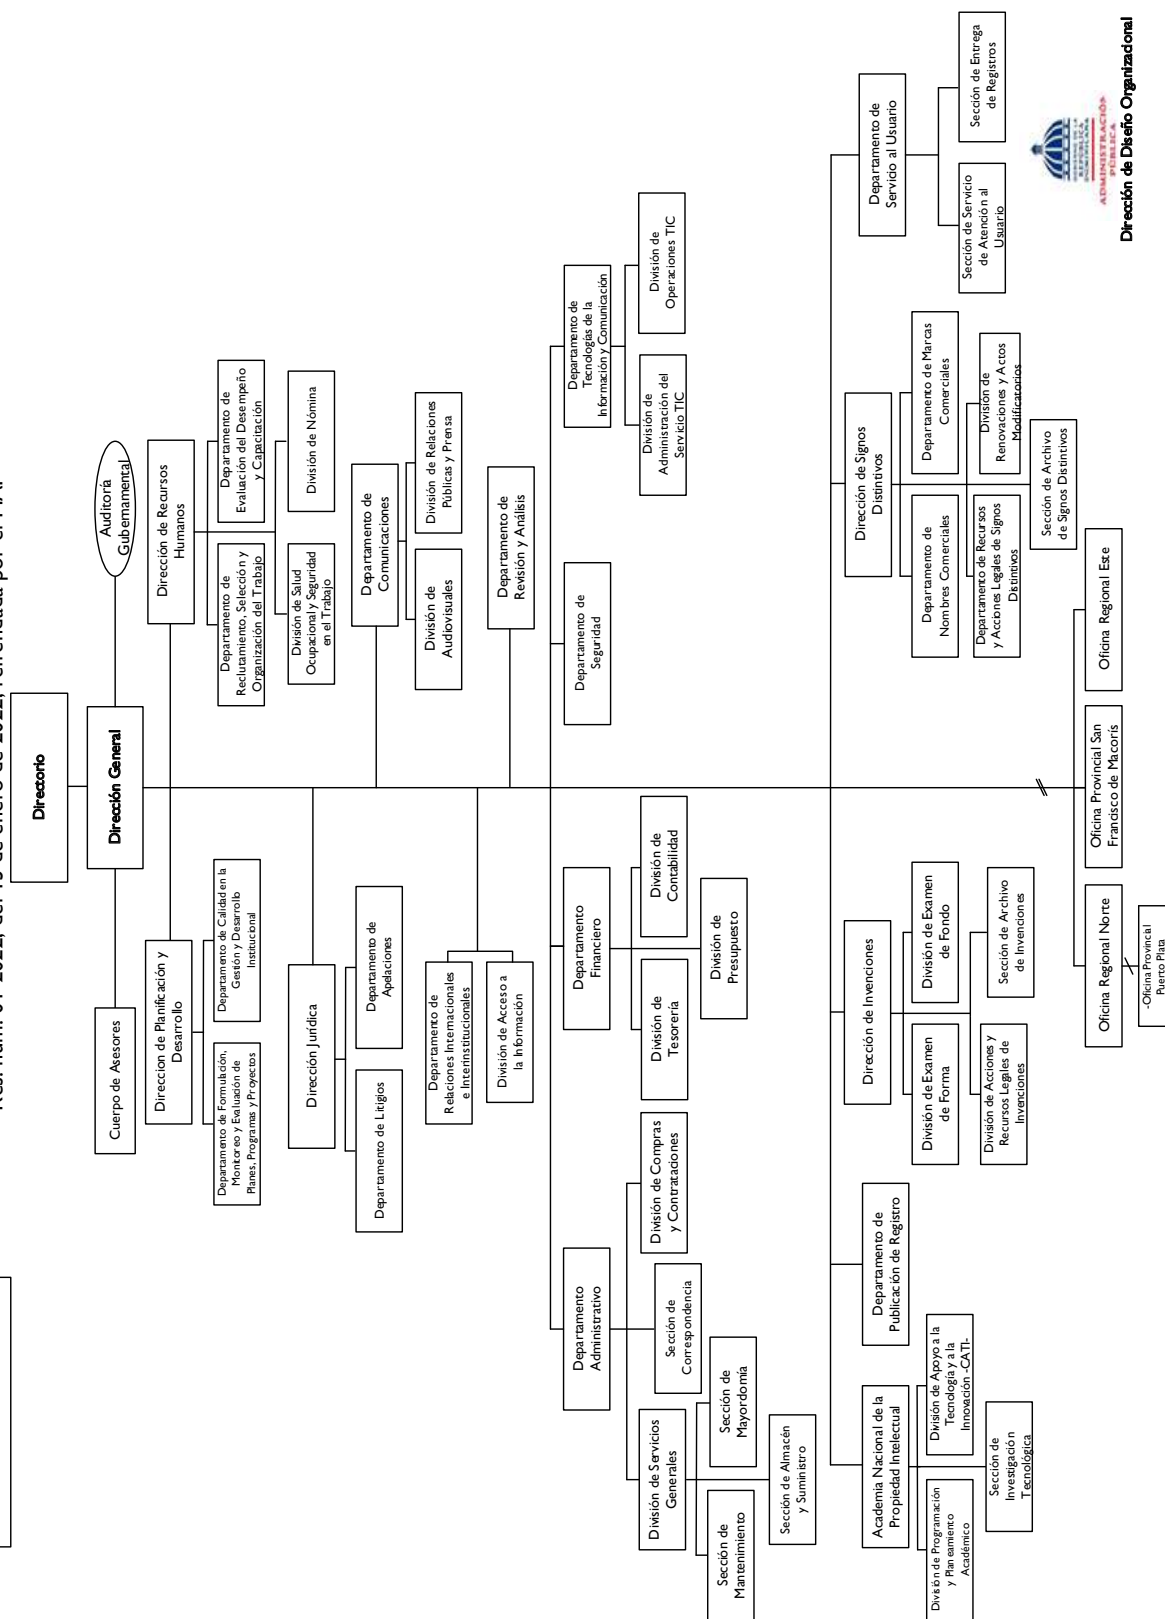 Directorio
Dirección General
Cuerpo de Asesores
Auditoría
Gubernamental
Direccion de Planificación y
Desarrollo
Departamento de Formulación,
Monitoreo y Evaluación de
Planes, Programas y Proyectos
Departamento de Calidad en la
Gestión y Desarrollo
Institucional
Dirección de Recursos
Humanos
Departamento de
Reclutamiento, Selección y
Organización del Trabajo
Departamento de
Evaluación del Desempeño
y Capacitación
División de Salud
Ocupacional y Seguridad
en el Trabajo
División de Nómina
Dirección Jurídica
Departamento de Litigios
Departamento de
Apelaciones
Departamento de
Comunicaciones
División de
Audiovisuales
División de Relaciones
Públicas y Prensa
Departamento de
Relaciones Internacionales
e Interinstitucionales
División de Acceso a
la Información
Departamento de
Revisión y Análisis
Departamento
Administrativo
División de Servicios
Generales
Sección de
Correspondencia
División de Compras
y Contrataciones
Sección de
Mantenimiento
Sección de
Mayordomía
Sección de Almacén
y Suministro
Departamento
Financiero
División de
Tesorería
División de
Contabilidad
División de
Presupuesto
Departamento de
Seguridad
Departamento de
Tecnologías de la
Información y Comunicación
División de
Administración del
Servicio TIC
División de
Operaciones TIC
Academia Nacional de la
Propiedad Intelectual
División de Programación
y Planeamiento
Académico
División de Apoyo a la
Tecnología y a la
Innovación -CATI-
Sección de
Investigación
Tecnológica
Departamento de
Publicación de Registro
Dirección de Invenciones
División de Examen
de Forma
División de Examen
de Fondo
División de Acciones y
Recursos Legales de
Invenciones
Sección de Archivo
de Invenciones
Dirección de Signos
Distintivos
Departamento de
Nombres Comerciales
Departamento de Marcas
Comerciales
Departamento de Recursos
y Acciones Legales de Signos
Distintivos
División de
Renovaciones y Actos
Modificatorios
Sección de Archivo
de Signos Distintivos
Departamento de
Servicio al Usuario
Sección de Servicio
de Atención al
Usuario
Sección de Entrega
de Registros
Oficina Regional Norte
Oficina Provincial San
Francisco de Macorís
Oficina Regional Este
-Oficina Provincial
Puerto Plata
GOBIERNO DE LA
REPÚBLICA
DOMINICANA
ADMINISTRACIÓN
PÚBLICA
Dirección de Diseño Organizadonal